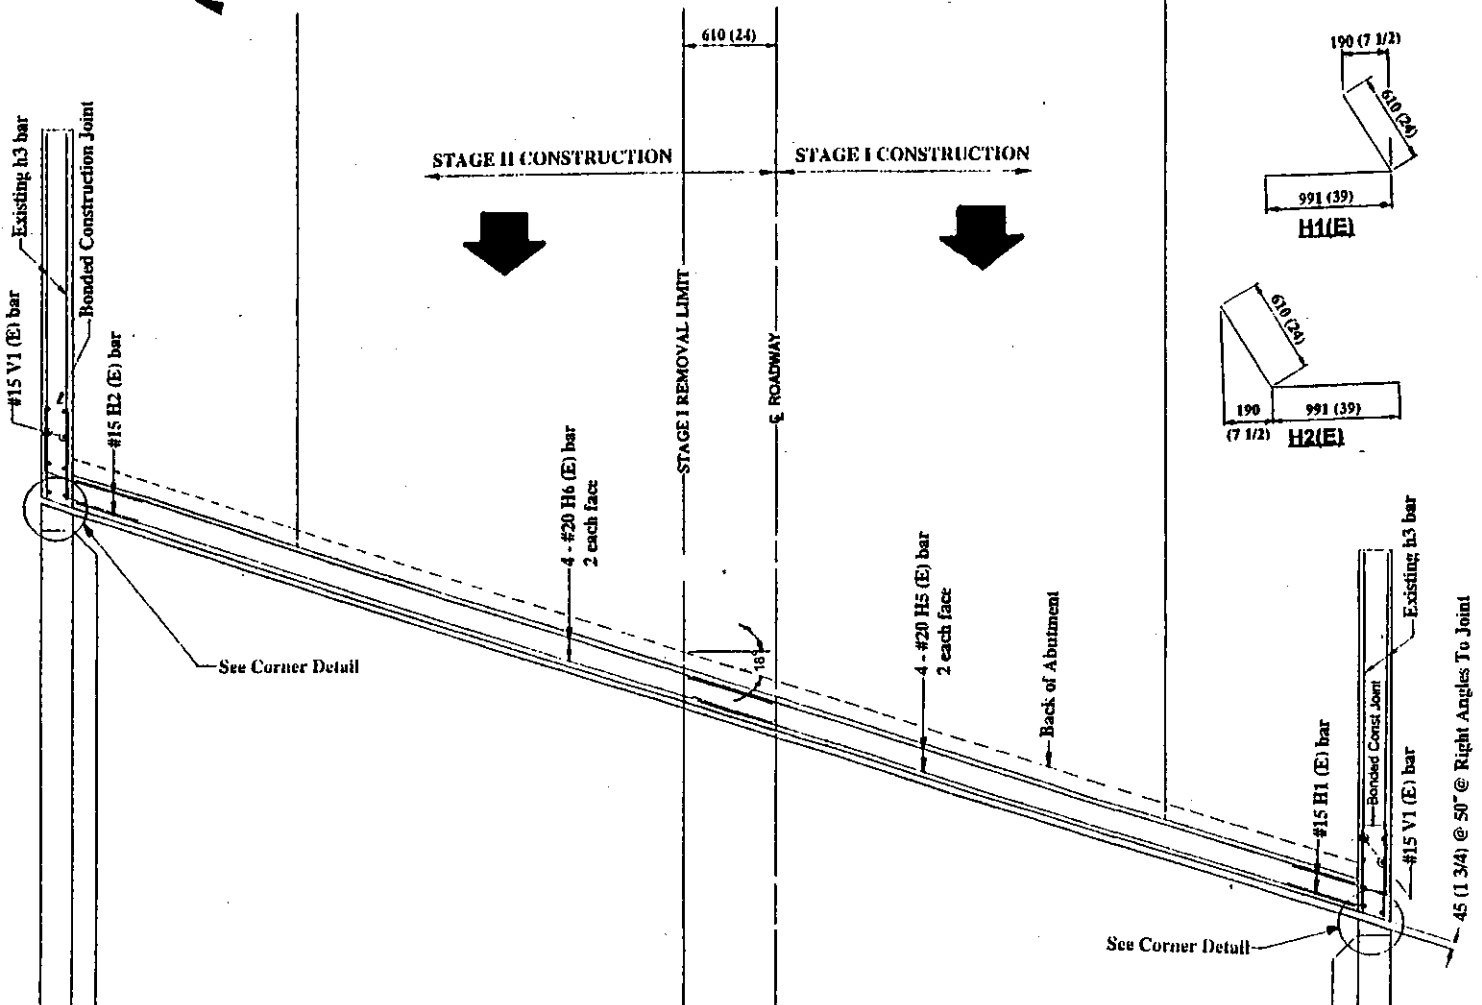 610 (24)
190 (7 1/2)
610 (24)
STAGE II CONSTRUCTION
STAGE I CONSTRUCTION
991 (39)
H1(E)
Existing h3 bar
Bonded Construction Joint
#15 V1 (E) bar
#15 H2 (E) bar
STAGE I REMOVAL LIMIT
℄ ROADWAY
610 (24)
190
(7 1/2)
991 (39)
H2(E)
4 - #20 H6 (E) bar
2 each face
See Corner Detail
18°
4 - #20 H5 (E) bar
2 each face
Back of Abutment
#15 H1 (E) bar
Existing h3 bar
Bonded Const Joint
#15 V1 (E) bar
45 (1 3/4) @ 50° @ Right Angles To Joint
See Corner Detail